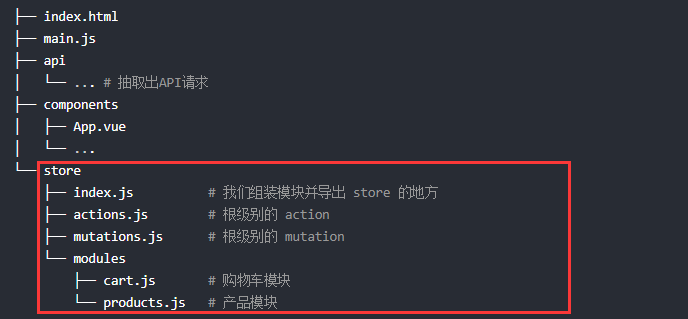 ├── index.html
├── main.js
├── api
│   └── ... # 抽取出API请求
├── components
│   ├── App.vue
│   └── ...
└── store
    ├── index.js          # 我们组装模块并导出 store 的地方
    ├── actions.js        # 根级别的 action
    ├── mutations.js      # 根级别的 mutation
    └── modules
        ├── cart.js       # 购物车模块
        └── products.js   # 产品模块